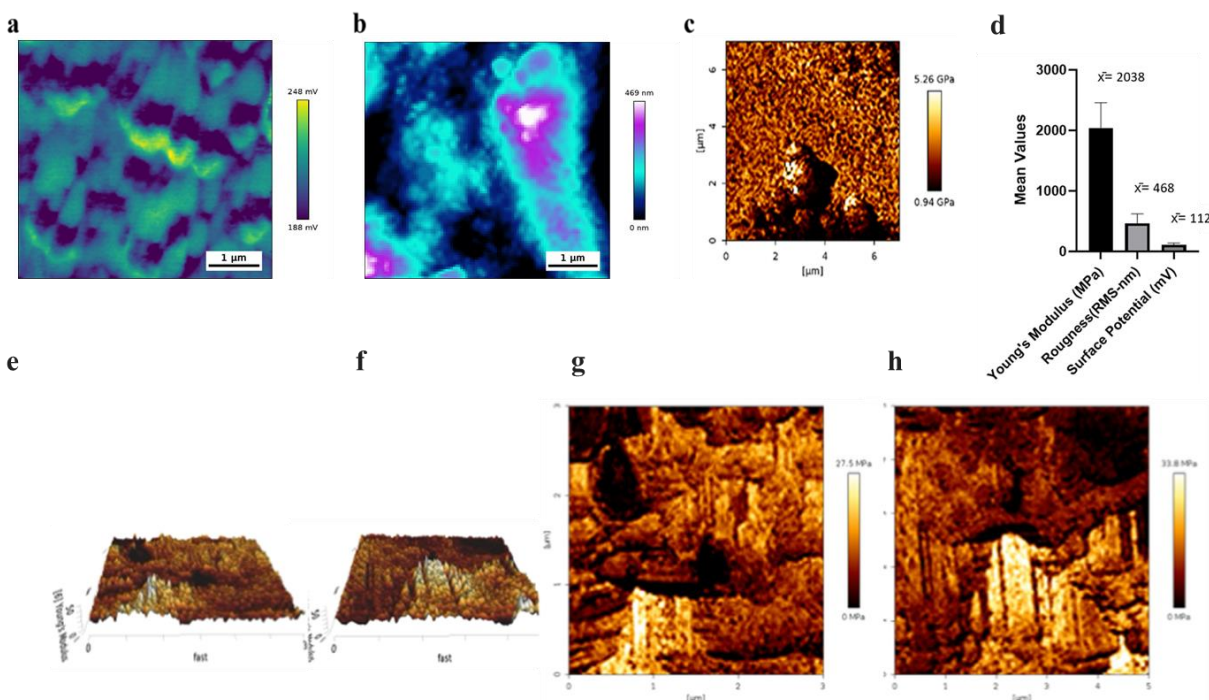 a
248 mV
188 mV
1 μm
b
469 nm
0 nm
1 μm
c
6
4
2
0
[μm]
0 2 4 6
[μm]
5.26 GPa
0.94 GPa
d
Mean Values
3000
2000
1000
0
x̄= 2038
x̄= 468
x̄= 112
Young's Modulus (MPa)
Rougness(RMS-nm)
Surface Potential (mV)
e
0
fast
f
0
fast
g
2
1
[μm]
1 2 3
[μm]
27.5 MPa
0 MPa
h
1 2 3 4 5
[μm]
33.8 MPa
0 MPa